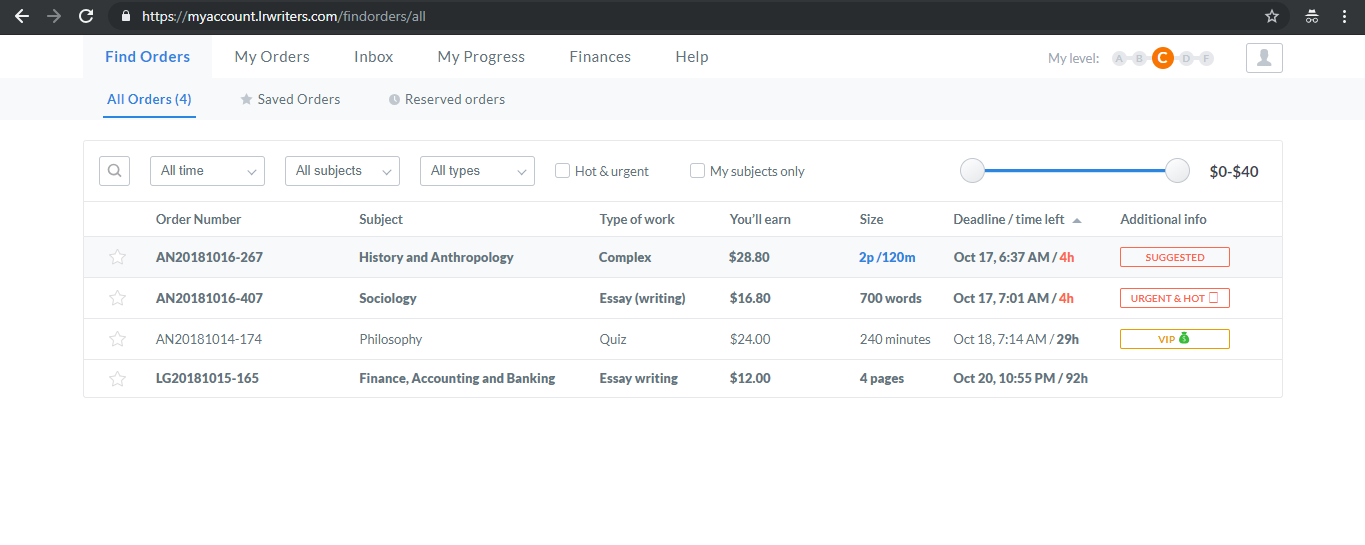 https://myaccount.lrwriters.com/findorders/all
Find Orders My Orders Inbox My Progress Finances Help My level: A B C D F
All Orders (4) Saved Orders Reserved orders
All time All subjects All types Hot & urgent My subjects only $0-$40
Order Number Subject Type of work You'll earn Size Deadline / time left Additional info
AN20181016-267 History and Anthropology Complex $28.80 2p /120m Oct 17, 6:37 AM / 4h SUGGESTED
AN20181016-407 Sociology Essay (writing) $16.80 700 words Oct 17, 7:01 AM / 4h URGENT & HOT
AN20181014-174 Philosophy Quiz $24.00 240 minutes Oct 18, 7:14 AM / 29h VIP
LG20181015-165 Finance, Accounting and Banking Essay writing $12.00 4 pages Oct 20, 10:55 PM / 92h